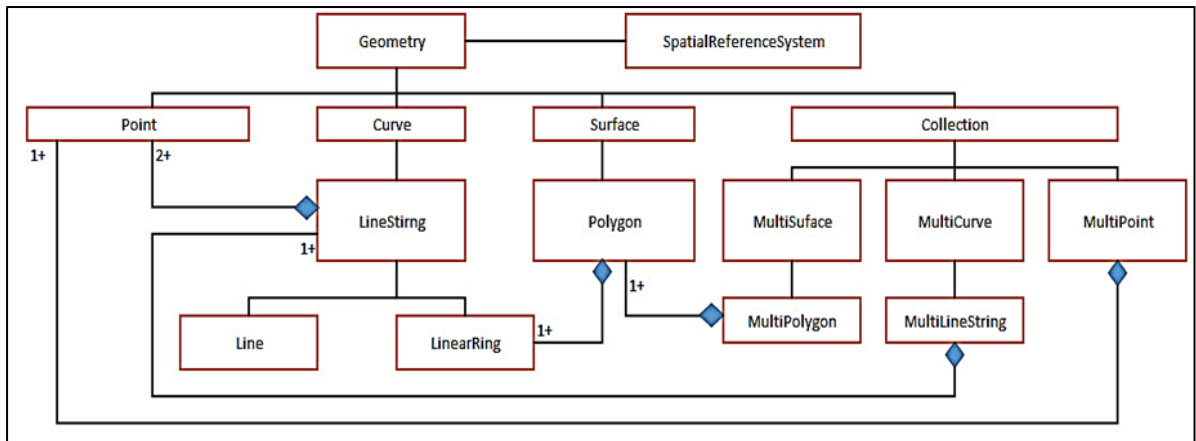 Geometry SpatialReferenceSystem
Point Curve Surface Collection
1+ 2+
LineStirng Polygon MultiSuface MultiCurve MultiPoint
1+
1+
Line LinearRing 1+ MultiPolygon MultiLineString